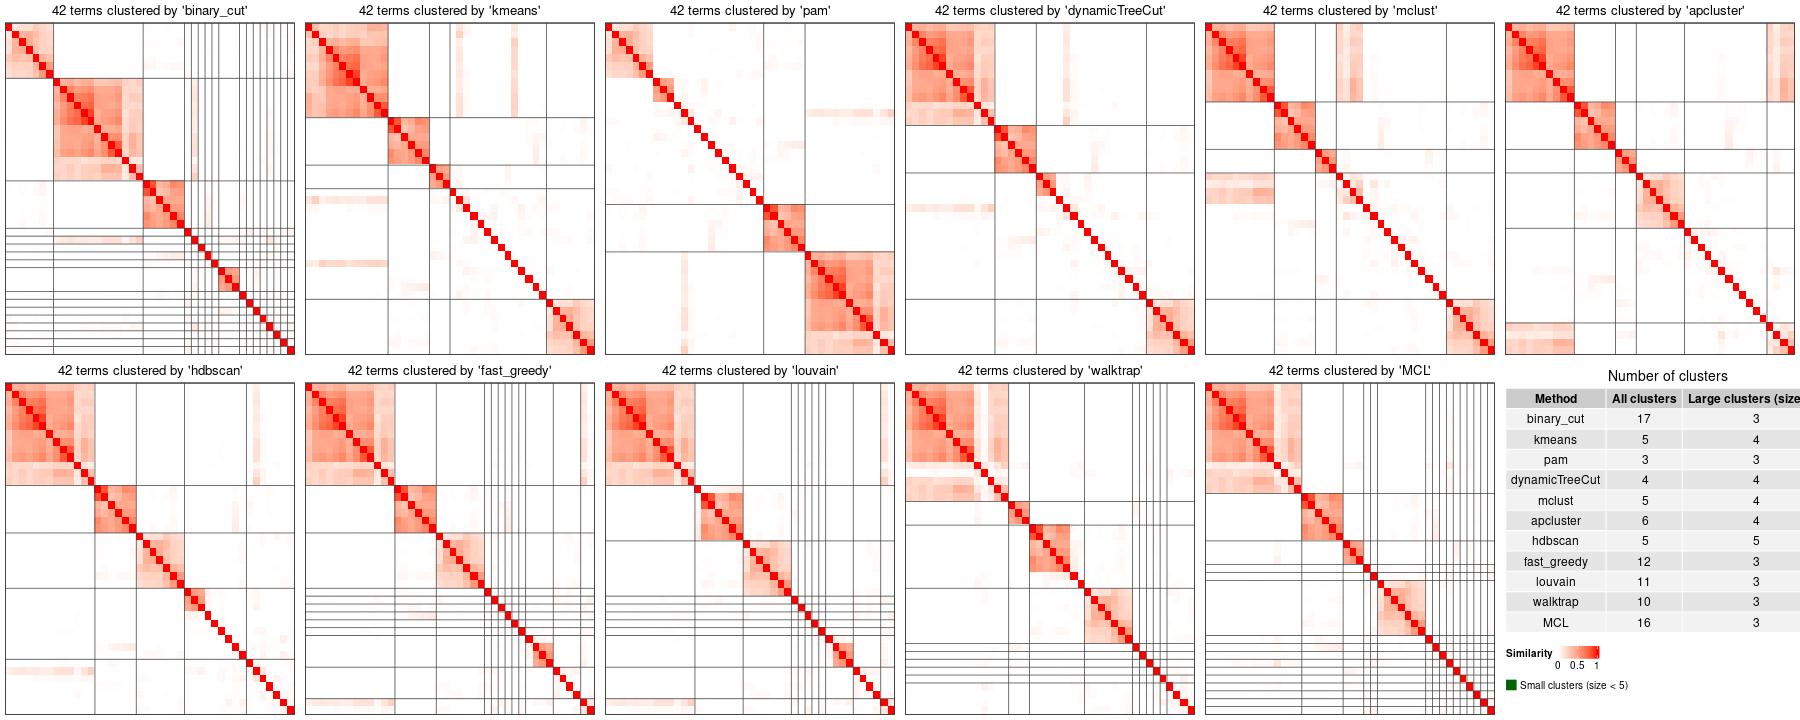 42 terms clustered by 'binary_cut'
42 terms clustered by 'kmeans'
42 terms clustered by 'pam'
42 terms clustered by 'dynamicTreeCut'
42 terms clustered by 'mclust'
42 terms clustered by 'apcluster'
42 terms clustered by 'hdbscan'
42 terms clustered by 'fast_greedy'
42 terms clustered by 'louvain'
42 terms clustered by 'walktrap'
42 terms clustered by 'MCL'
Number of clusters
Method All clusters Large clusters (size
binary_cut 17 3
kmeans 5 4
pam 3 3
dynamicTreeCut 4 4
mclust 5 4
apcluster 6 4
hdbscan 5 5
fast_greedy 12 3
louvain 11 3
walktrap 10 3
MCL 16 3
Similarity
0 0.5 1
Small clusters (size < 5)